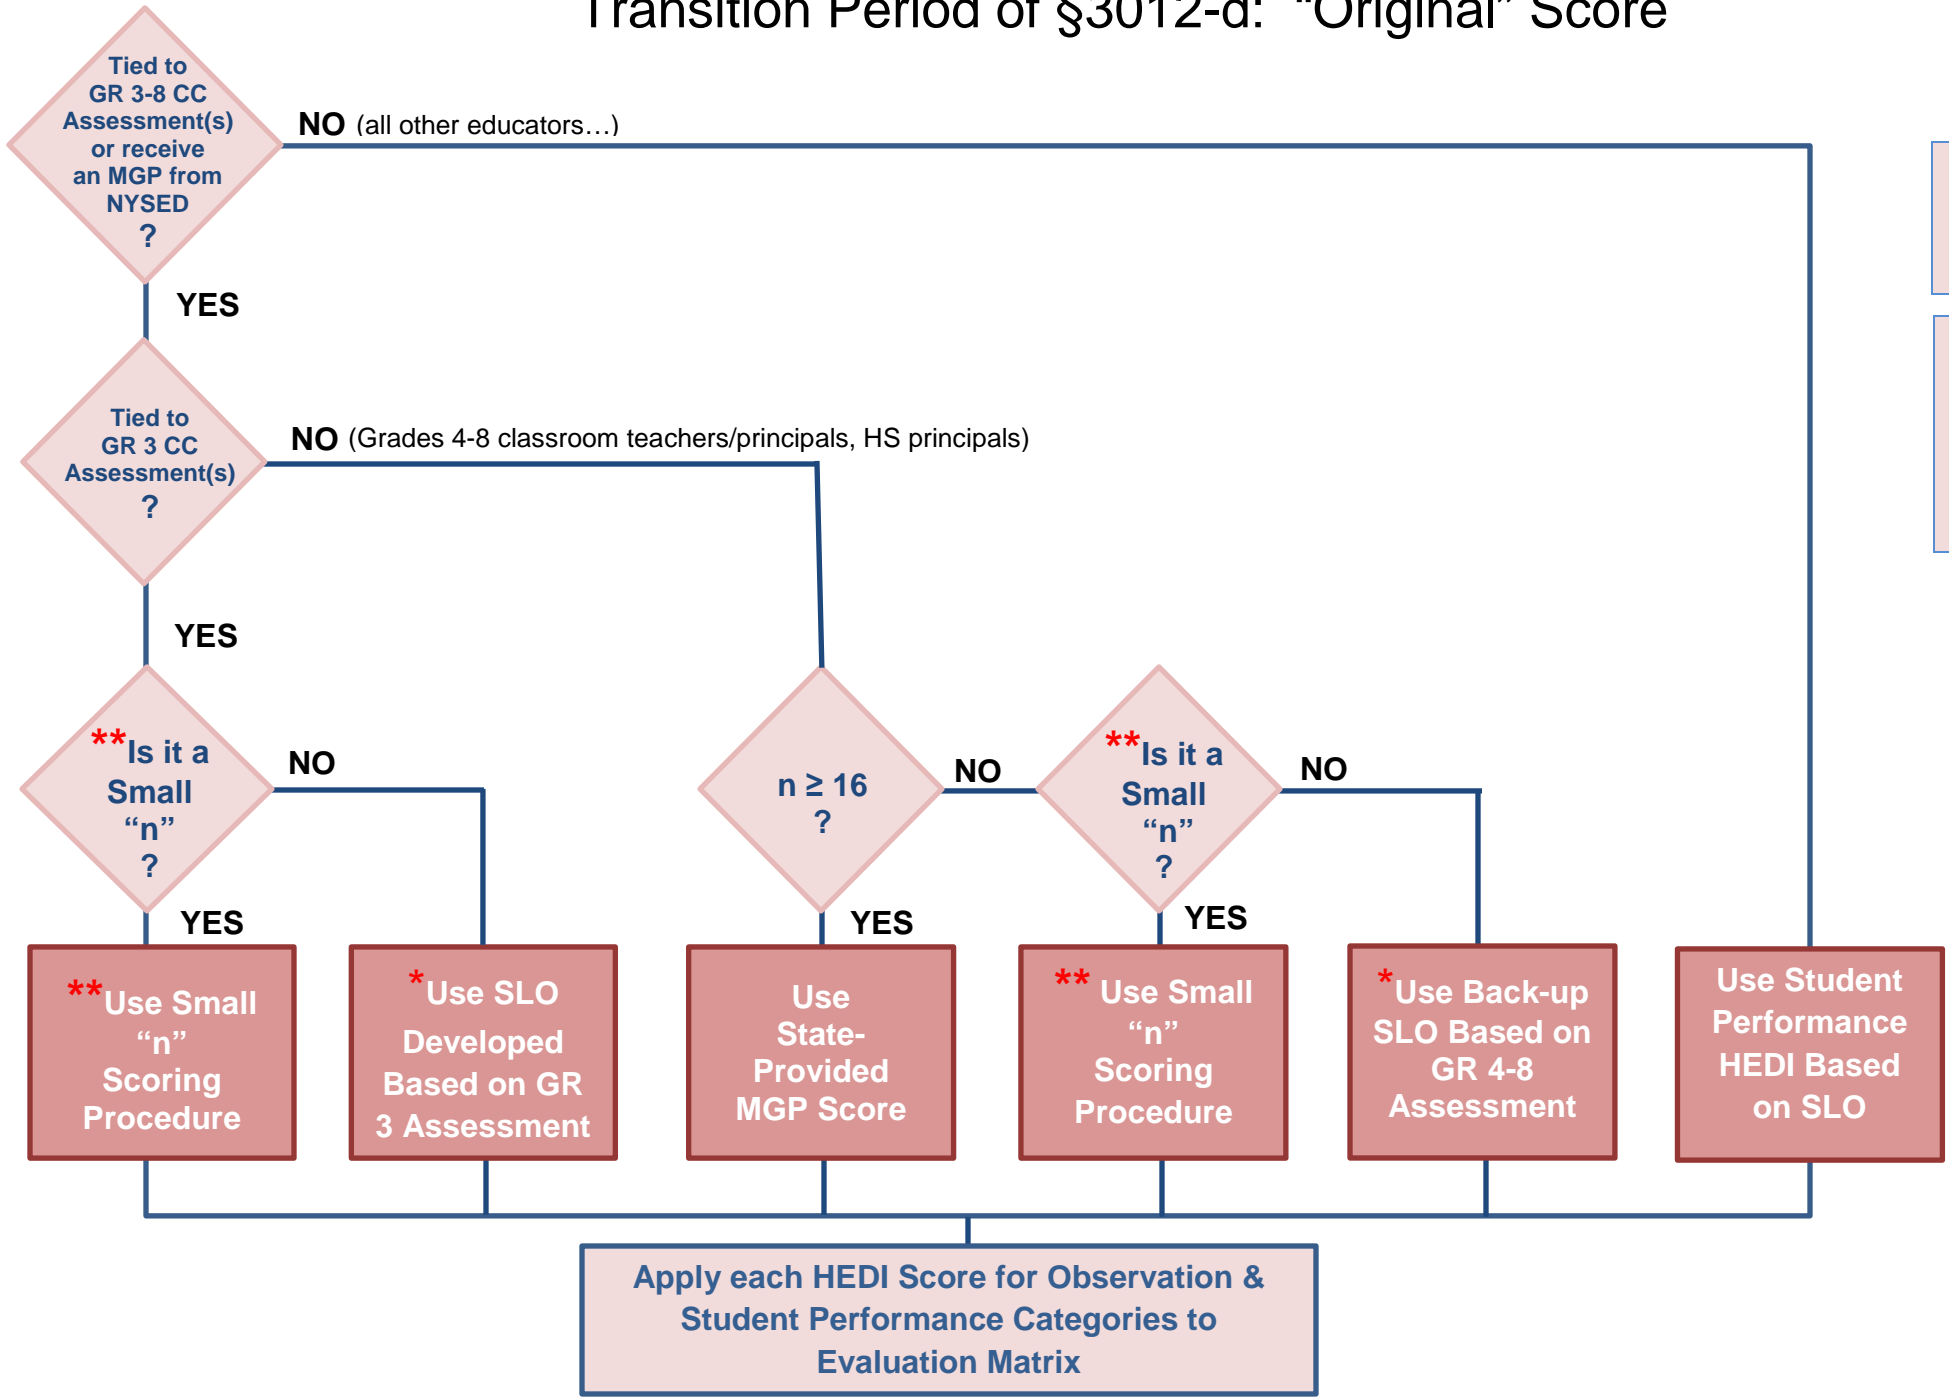 Transition Period of §3012-d: “Original” Score
Tied to
GR 3-8 CC
Assessment(s)
or receive
an MGP from
NYSED
?
NO (all other educators…)
YES
Tied to
GR 3 CC
Assessment(s)
?
NO (Grades 4-8 classroom teachers/principals, HS principals)
YES
**Is it a
Small
“n”
?
NO
YES
n ≥ 16
?
NO
YES
**Is it a
Small
“n”
?
NO
YES
**Use Small
“n”
Scoring
Procedure
*Use SLO
Developed
Based on GR
3 Assessment
Use
State-
Provided
MGP Score
** Use Small
“n”
Scoring
Procedure
*Use Back-up
SLO Based on
GR 4-8
Assessment
Use Student
Performance
HEDI Based
on SLO
Apply each HEDI Score for Observation &
Student Performance Categories to
Evaluation Matrix